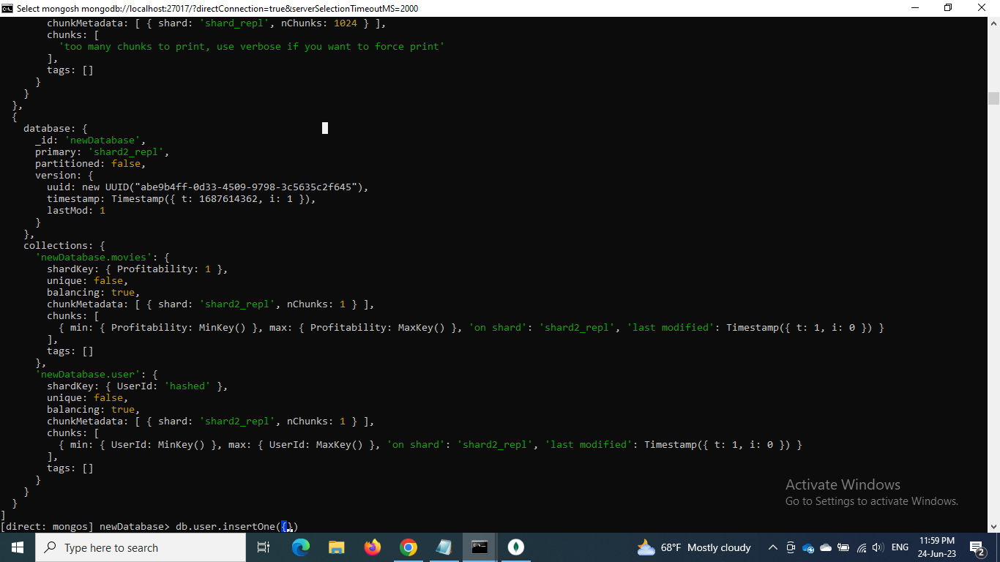 Select mongosh mongodb://localhost:27017/?directConnection=true&serverSelectionTimeoutMS=2000
chunkMetadata: [ { shard: 'shard_repl', nChunks: 1024 } ],
chunks: [
'too many chunks to print, use verbose if you want to force print'
],
tags: []
}
}
},
{
database: {
_id: 'newDatabase',
primary: 'shard2_repl',
partitioned: false,
version: {
uuid: new UUID("abe9b4ff-0d33-4509-9798-3c5635c2f645"),
timestamp: Timestamp({ t: 1687614362, i: 1 }),
lastMod: 1
}
},
collections: {
'newDatabase.movies': {
shardKey: { Profitability: 1 },
unique: false,
balancing: true,
chunkMetadata: [ { shard: 'shard2_repl', nChunks: 1 } ],
chunks: [
{ min: { Profitability: MinKey() }, max: { Profitability: MaxKey() }, 'on shard': 'shard2_repl', 'last modified': Timestamp({ t: 1, i: 0 }) }
],
tags: []
},
'newDatabase.user': {
shardKey: { UserId: 'hashed' },
unique: false,
balancing: true,
chunkMetadata: [ { shard: 'shard2_repl', nChunks: 1 } ],
chunks: [
{ min: { UserId: MinKey() }, max: { UserId: MaxKey() }, 'on shard': 'shard2_repl', 'last modified': Timestamp({ t: 1, i: 0 }) }
],
tags: []
}
}
}
]
[direct: mongos] newDatabase> db.user.insertOne({})
Activate Windows
Go to Settings to activate Windows.
Type here to search
68°F Mostly cloudy
ENG
11:59 PM
24-Jun-23
2